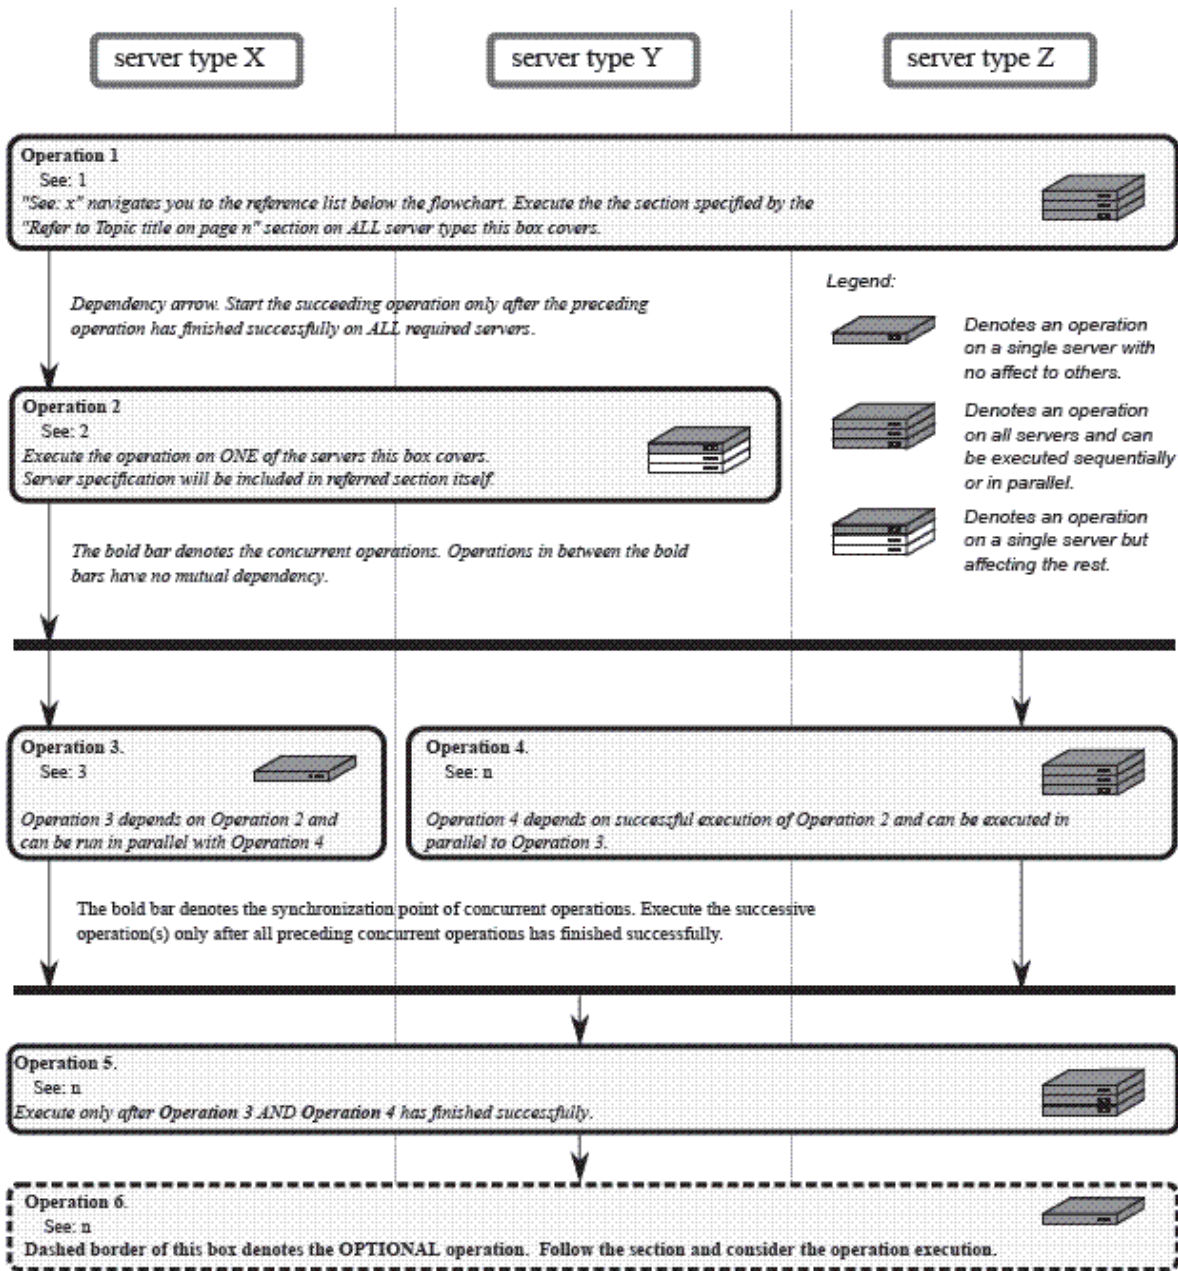 server type X
server type Y
server type Z
Operation 1
See: 1
"See: x" navigates you to the reference list below the flowchart. Execute the the section specified by the
"Refer to Topic title on page n" section on ALL server types this box covers.
Dependency arrow. Start the succeeding operation only after the preceding
operation has finished successfully on ALL required servers.
Legend:
Denotes an operation
on a single server with
no affect to others.
Denotes an operation
on all servers and can
be executed sequentially
or in parallel.
Denotes an operation
on a single server but
affecting the rest.
Operation 2
See: 2
Execute the operation on ONE of the servers this box covers.
Server specification will be included in referred section itself.
The bold bar denotes the concurrent operations. Operations in between the bold
bars have no mutual dependency.
Operation 3.
See: 3
Operation 3 depends on Operation 2 and
can be run in parallel with Operation 4
Operation 4.
See: n
Operation 4 depends on successful execution of Operation 2 and can be executed in
parallel to Operation 3.
The bold bar denotes the synchronization point of concurrent operations. Execute the successive
operation(s) only after all preceding concurrent operations has finished successfully.
Operation 5.
See: n
Execute only after Operation 3 AND Operation 4 has finished successfully.
Operation 6.
See: n
Dashed border of this box denotes the OPTIONAL operation. Follow the section and consider the operation execution.